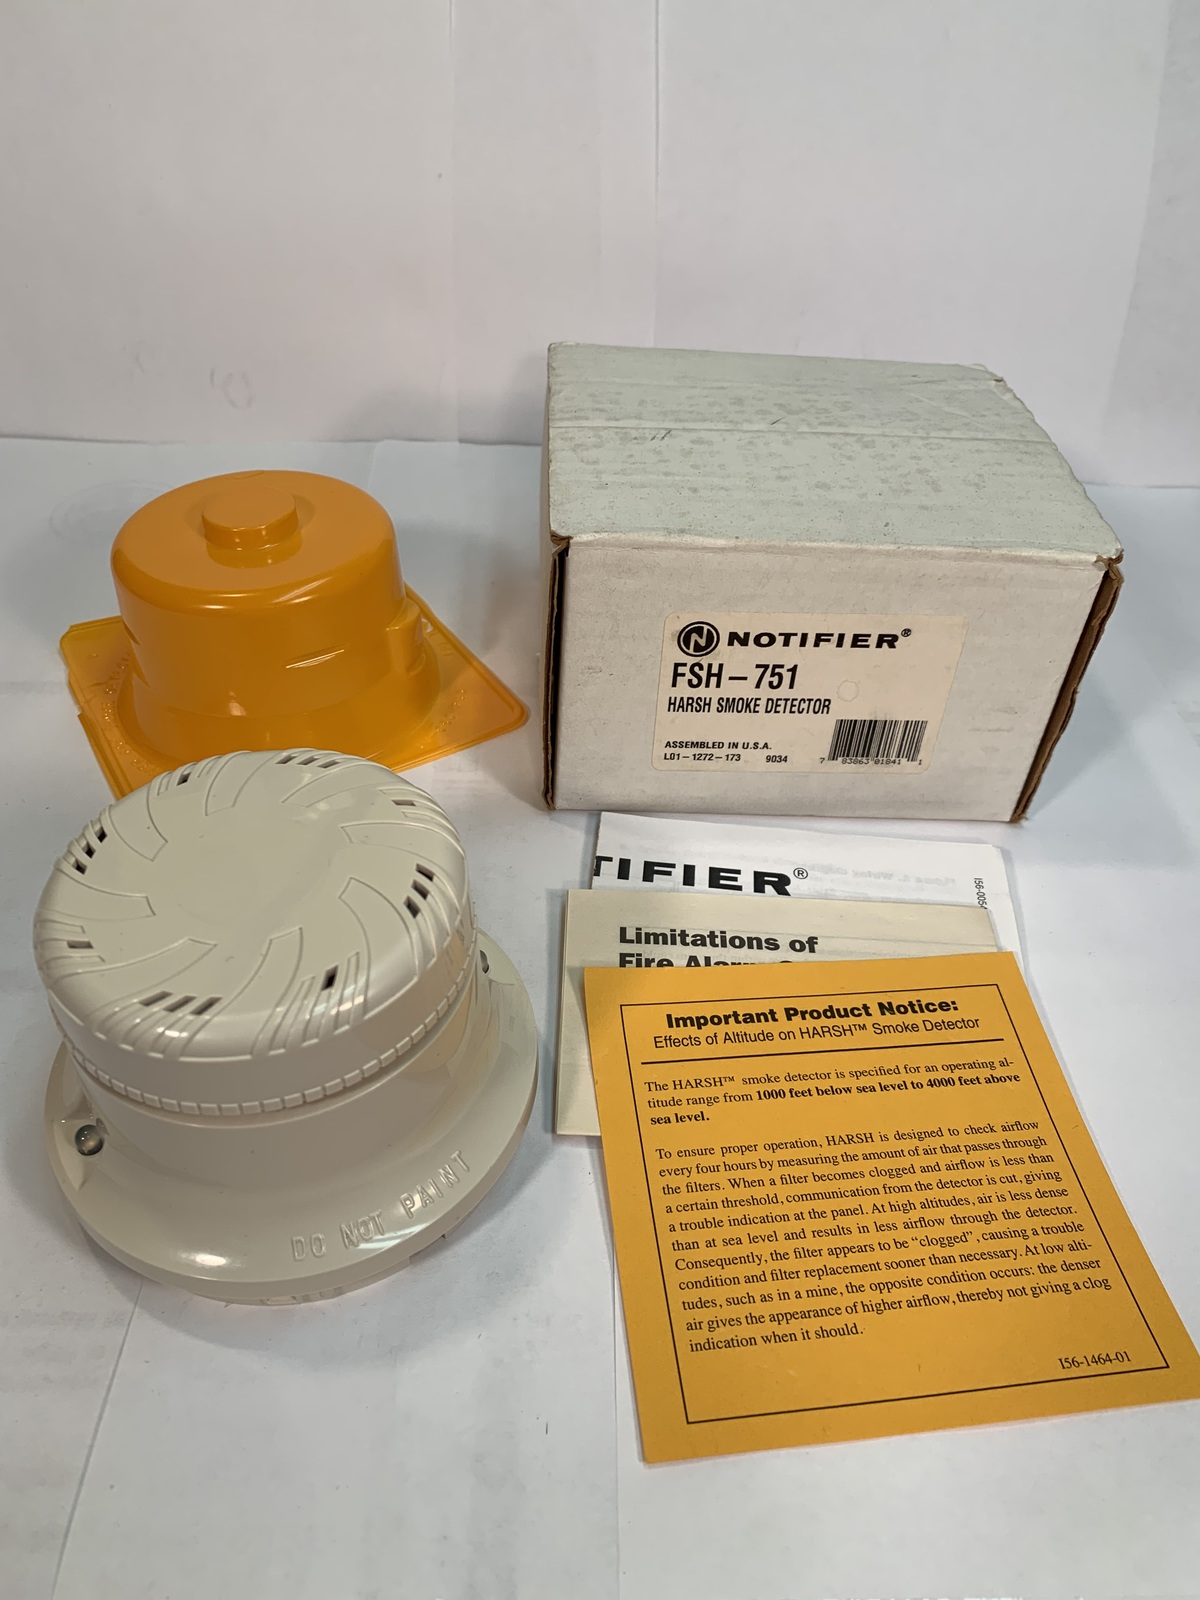 NOTIFIER®
FSH-751
HARSH SMOKE DETECTOR
ASSEMBLED IN U.S.A.
L01-1272-173 9034
7 83863 01841 1
TIFIER®
I56-005
Limitations of
Fire Alarm
DO NOT PAINT
Important Product Notice:
Effects of Altitude on HARSH™ Smoke Detector
The HARSH™ smoke detector is specified for an operating al-
titude range from 1000 feet below sea level to 4000 feet above
sea level.
To ensure proper operation, HARSH is designed to check airflow
every four hours by measuring the amount of air that passes through
the filters. When a filter becomes clogged and airflow is less than
a certain threshold, communication from the detector is cut, giving
a trouble indication at the panel. At high altitudes, air is less dense
than at sea level and results in less airflow through the detector.
Consequently, the filter appears to be “clogged”, causing a trouble
condition and filter replacement sooner than necessary. At low alti-
tudes, such as in a mine, the opposite condition occurs: the denser
air gives the appearance of higher airflow, thereby not giving a clog
indication when it should.
I56-1464-01